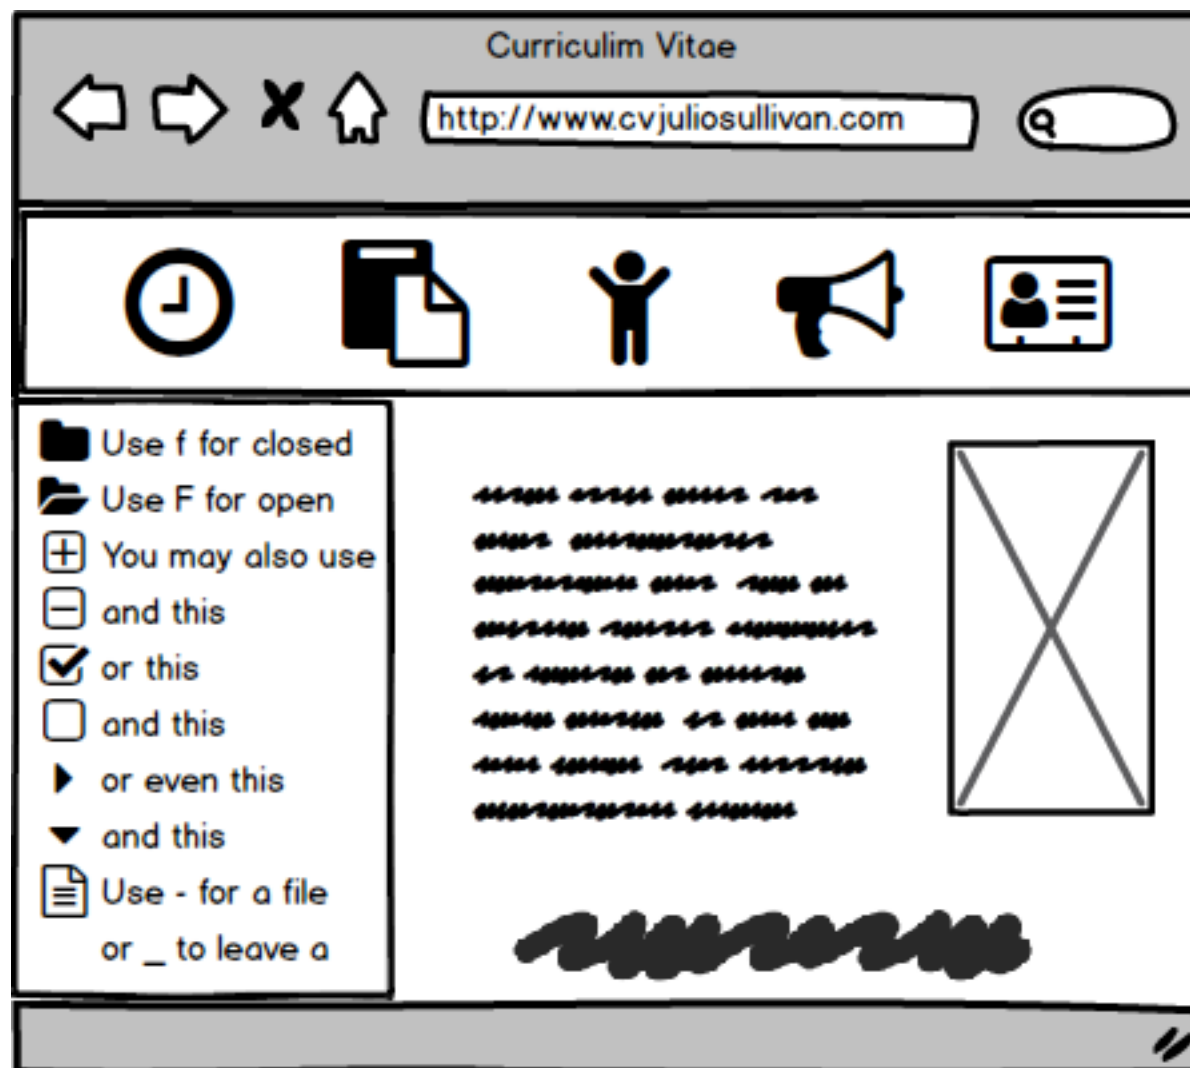 Curriculim Vitae
http://www.cvjuliosullivan.com
Use f for closed
Use F for open
You may also use
and this
or this
and this
or even this
and this
Use - for a file
or _ to leave a